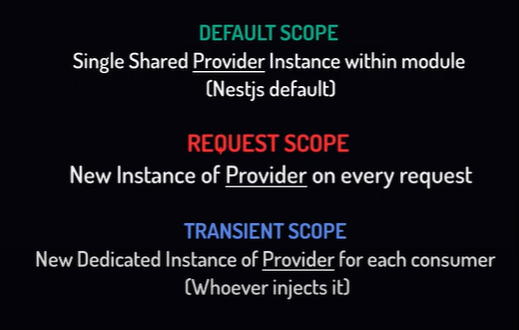 DEFAULT SCOPE
Single Shared Provider Instance within module
(Nestjs default)
REQUEST SCOPE
New Instance of Provider on every request
TRANSIENT SCOPE
New Dedicated Instance of Provider for each consumer
(Whoever injects it)